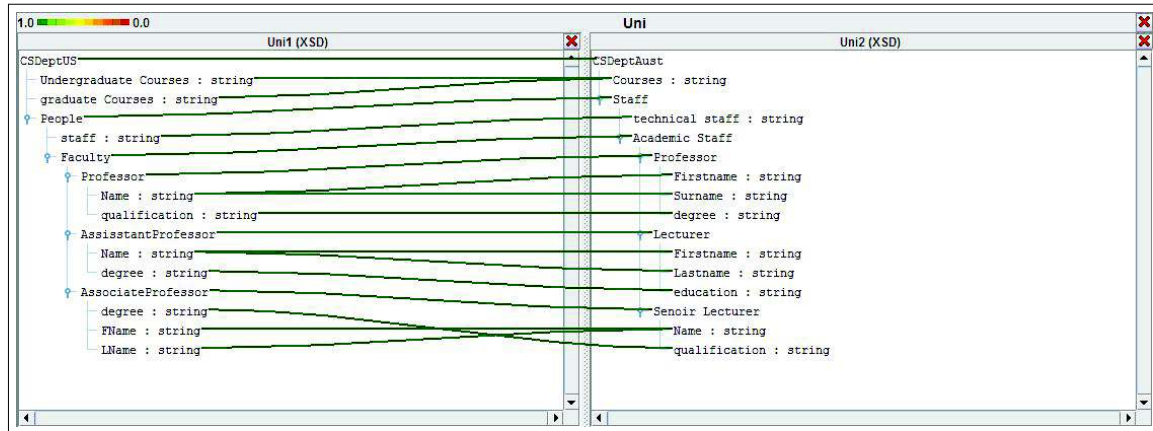 1.0 0.0 Uni
Uni1 (XSD)
CSDeptUS
Undergraduate Courses : string
graduate Courses : string
People
staff : string
Faculty
Professor
Name : string
qualification : string
AssisstantProfessor
Name : string
degree : string
AssociateProfessor
degree : string
FName : string
LName : string
Uni2 (XSD)
CSDeptAust
Courses : string
Staff
technical staff : string
Academic Staff
Professor
Firstname : string
Surname : string
degree : string
Lecturer
Firstname : string
Lastname : string
education : string
Senoir Lecturer
Name : string
qualification : string